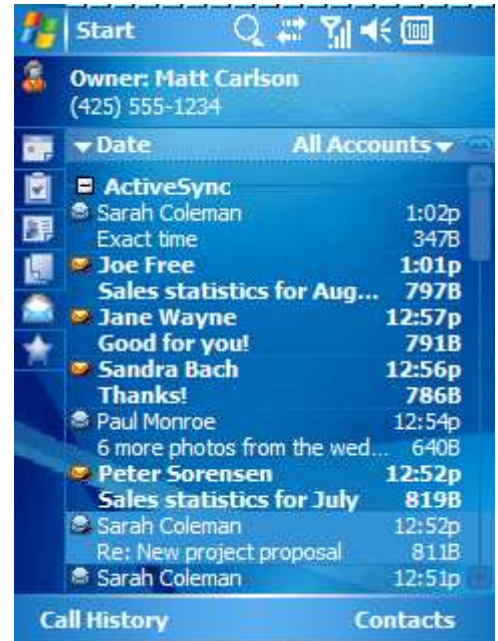 Start 100
Owner: Matt Carlson
(425) 555-1234
Date All Accounts
ActiveSync
Sarah Coleman 1:02p
Exact time 347B
Joe Free 1:01p
Sales statistics for Aug... 797B
Jane Wayne 12:57p
Good for you! 791B
Sandra Bach 12:56p
Thanks! 786B
Paul Monroe 12:54p
6 more photos from the wed... 640B
Peter Sorensen 12:52p
Sales statistics for July 819B
Sarah Coleman 12:52p
Re: New project proposal 811B
Sarah Coleman 12:51p
Call History Contacts